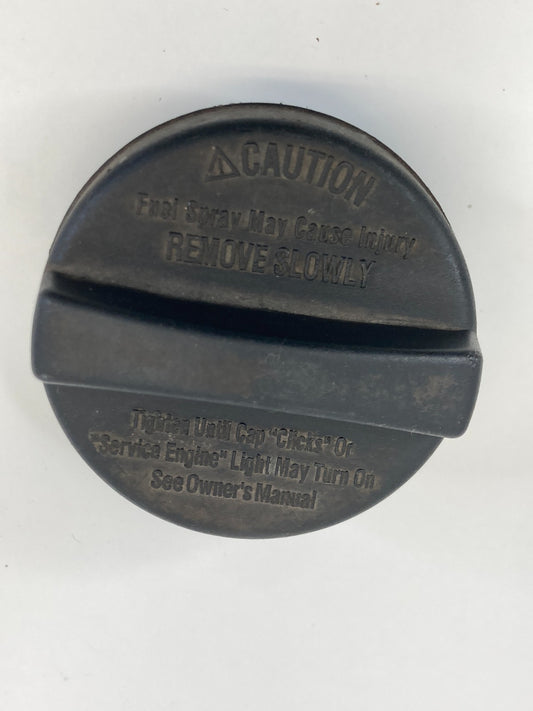 ⚠CAUTION
Fuel Spray May Cause Injury
REMOVE SLOWLY
Tighten Until Cap "Clicks" Or
"Service Engine" Light May Turn On
See Owner's Manual